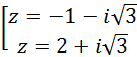 z = −1 − i√3
z = 2 + i√3